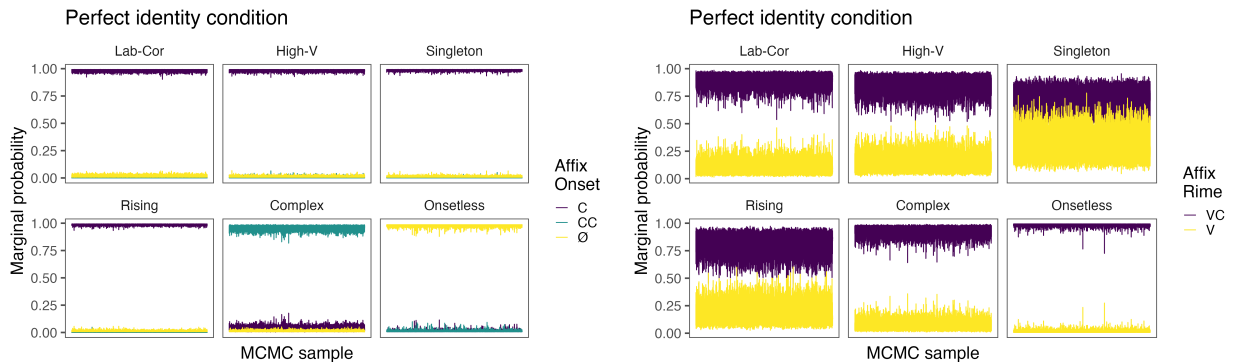 Perfect identity condition
Lab-Cor High-V Singleton
1.00
0.75
0.50
0.25
0.00
Rising Complex Onsetless
1.00
0.75
0.50
0.25
0.00
Marginal probability
MCMC sample
Affix
Onset
C
CC
Ø
Perfect identity condition
Lab-Cor High-V Singleton
1.00
0.75
0.50
0.25
0.00
Rising Complex Onsetless
1.00
0.75
0.50
0.25
0.00
Marginal probability
MCMC sample
Affix
Rime
VC
V